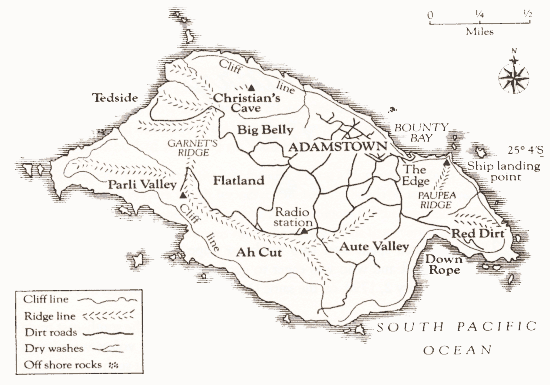 0 1/4 1/2
Miles
N
Cliff line
Tedside
Christian's
Cave
Big Belly
BOUNTY
BAY
GARNET'S
RIDGE
ADAMSTOWN
25° 4'S
Ship landing
point
The
Edge
Parli Valley
Flatland
PAUPEA
RIDGE
Radio
station
Cliff line
Red Dirt
Ah Cut
Aute Valley
Down
Rope
Cliff line
Ridge line
Dirt roads
Dry washes
Off shore rocks
SOUTH PACIFIC
OCEAN